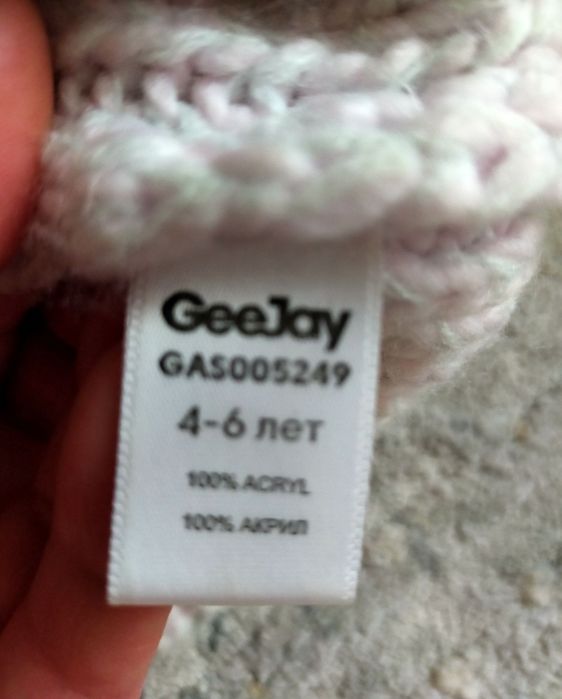 GeeJay
GAS005249
4-6 лет
100% ACRYL
100% АКРИЛ